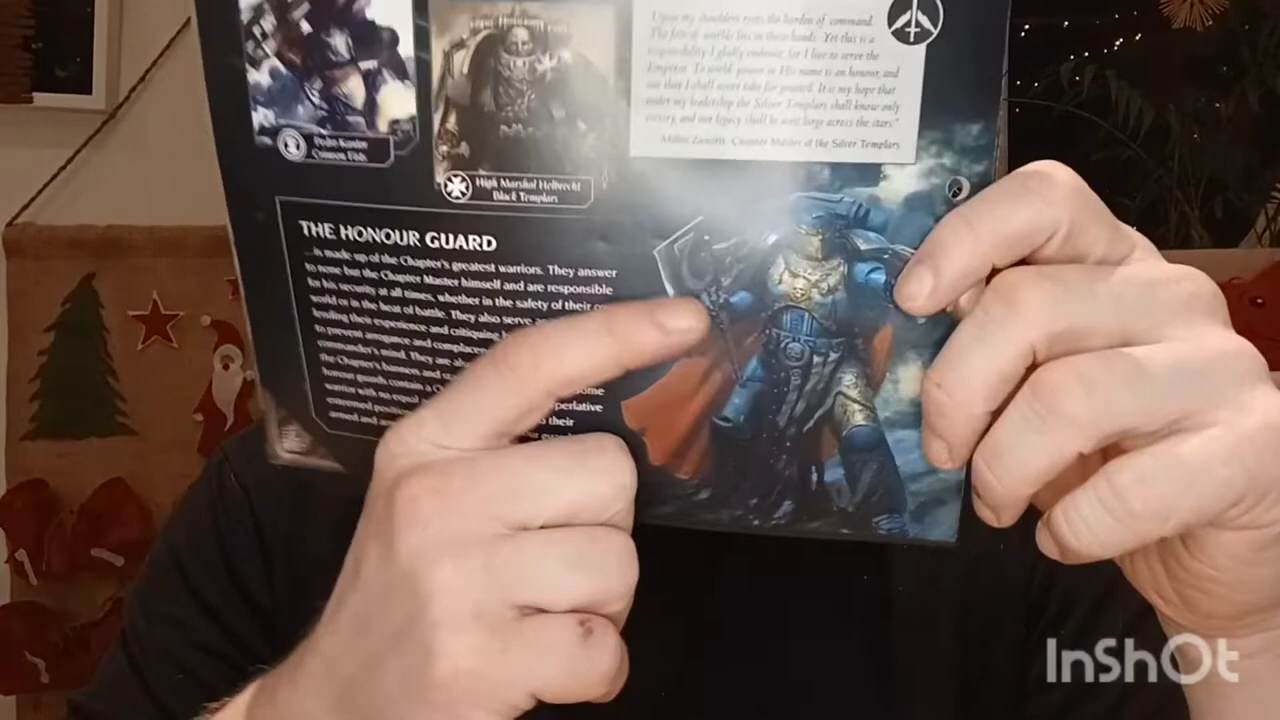 "Upon my shoulders rests the burden of command.
The fate of worlds lies in these hands. Yet this is a
responsibility I gladly embrace, for I live to serve the
Emperor. To wield power in His name is an honour, and
one that I shall never take for granted. It is my hope that
under my leadership the Silver Templars shall know only
victory, and our legacy shall be writ large across the stars."
Chapter Master of the Silver Templars
Pedro Kantor
Crimson Fists
High Marshal Helbrecht
Black Templars
THE HONOUR GUARD
...is made up of the Chapter's greatest warriors. They answer
to none but the Chapter Master himself and are responsible
for his security at all times, whether in the safety of their
world or in the heat of battle. They also serve
lending their experience and critiquing
to prevent arrogance and
commander's mind. They are
the Chapter's banners and
some
honour guards contain a
perlative
warrior with no equal
their
armed and
InShOt